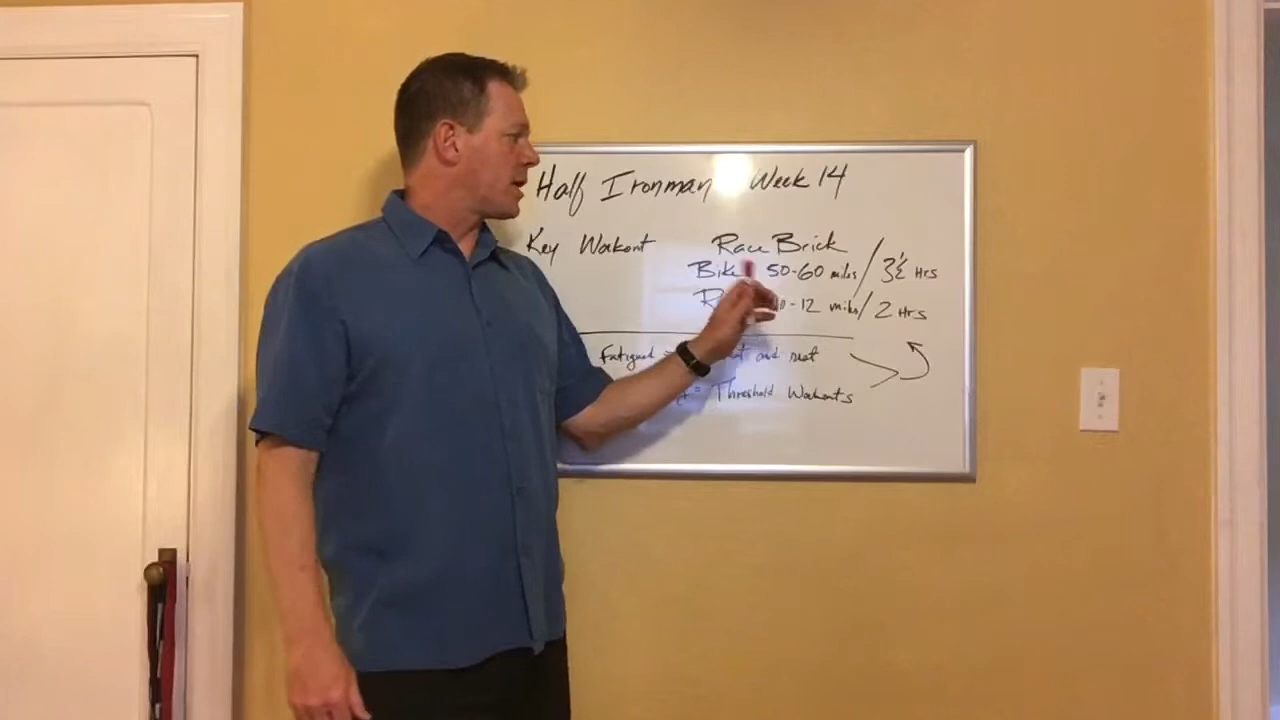 Half Ironman Week 14
Key Workout Race Brick
Bike 50-60 miles / 3½ Hrs
10-12 miles / 2 Hrs
Fatigued = and rest
= Threshold Workouts